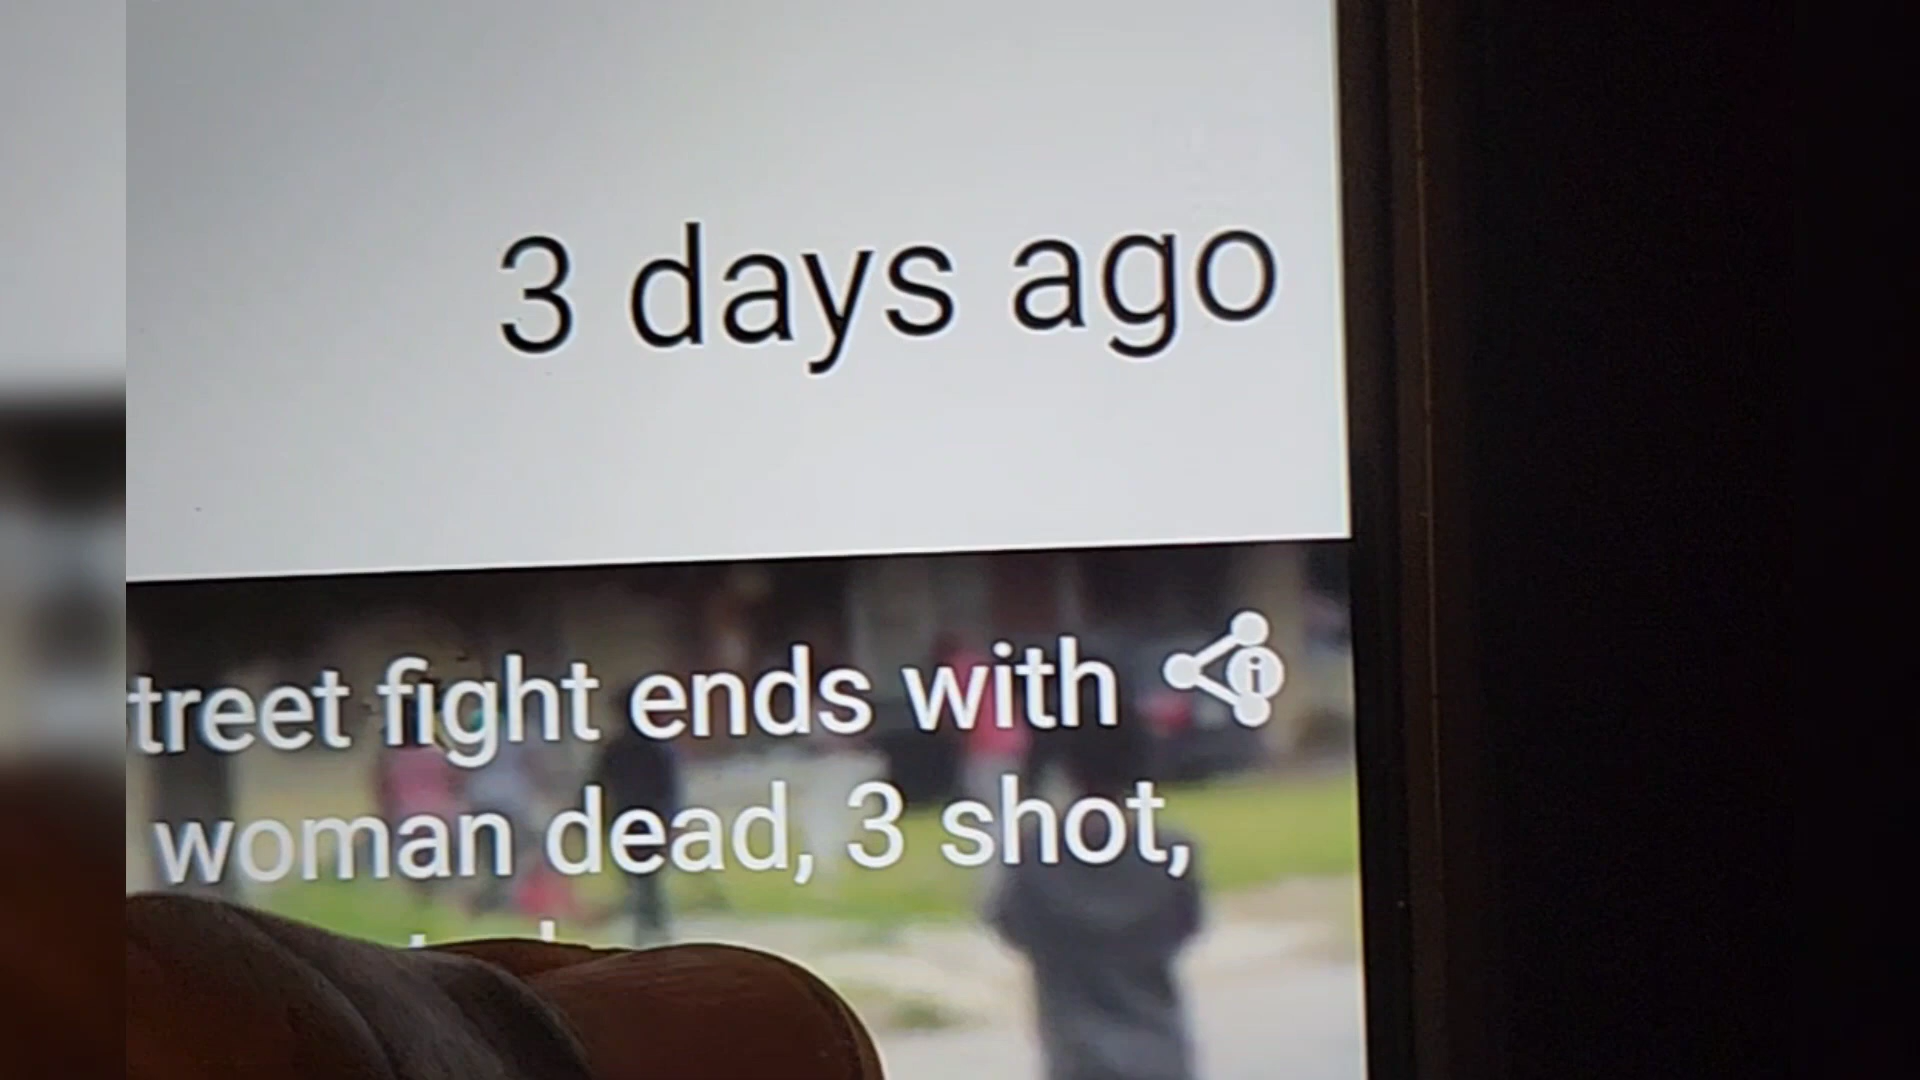 3 days ago
treet fight ends with
woman dead, 3 shot,